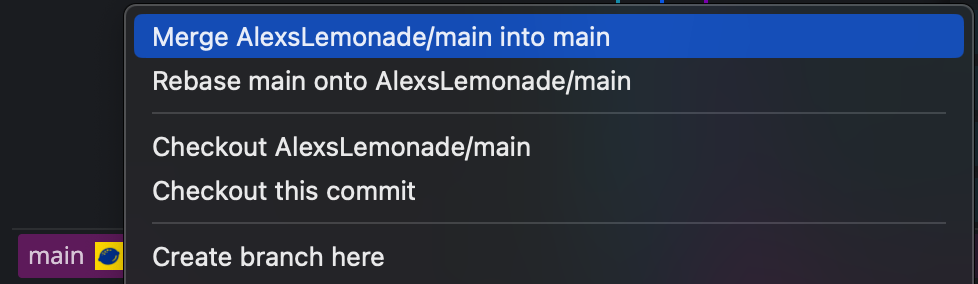 Merge AlexsLemonade/main into main
Rebase main onto AlexsLemonade/main
Checkout AlexsLemonade/main
Checkout this commit
main
Create branch here